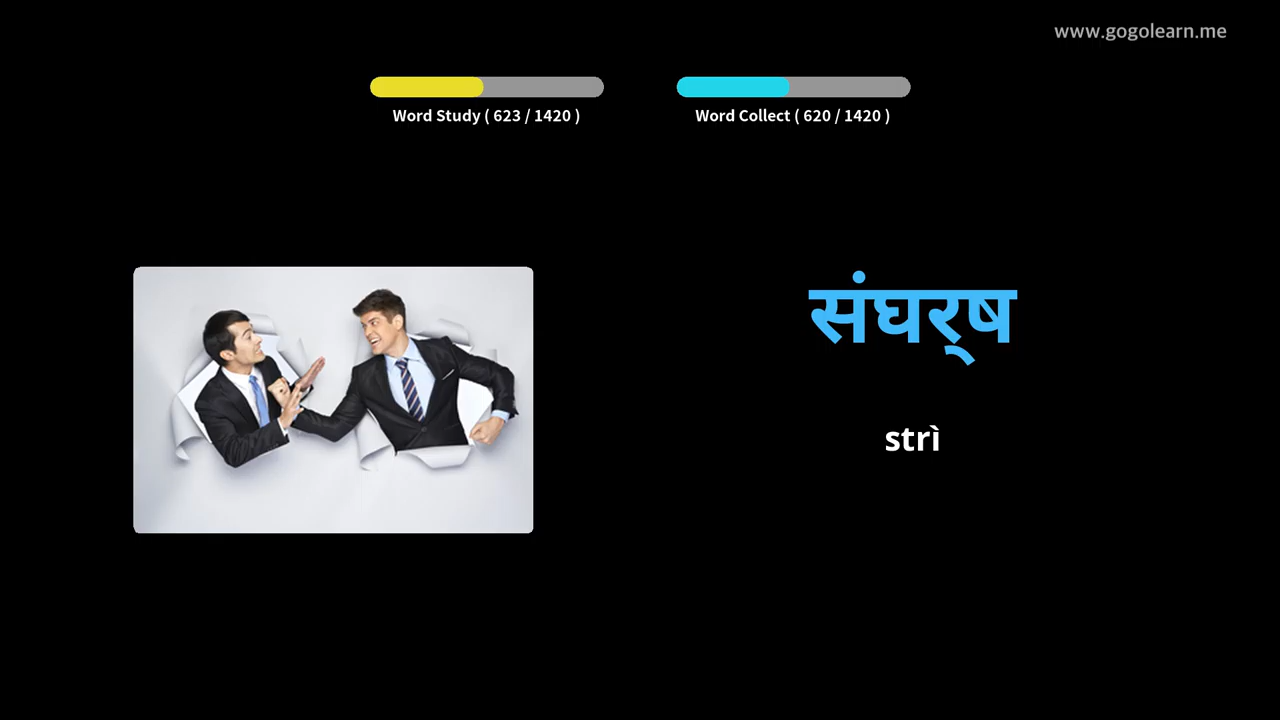 www.gogolearn.me
Word Study ( 623 / 1420 )
Word Collect ( 620 / 1420 )
संघर्‌ष
strì